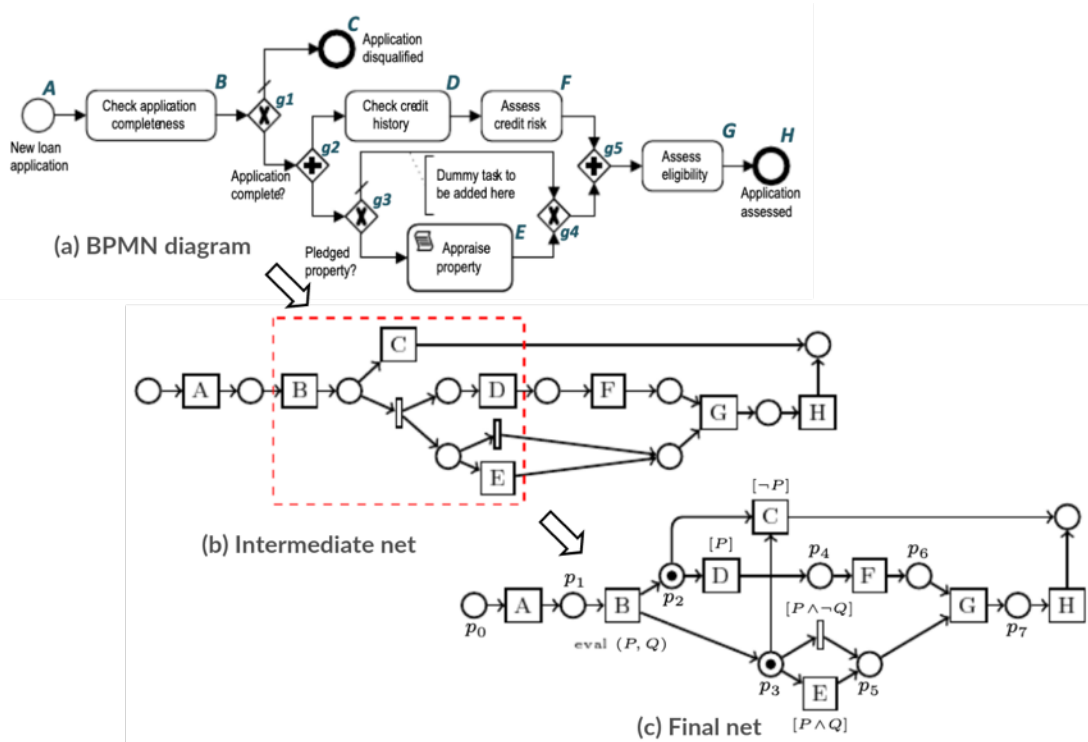 C
Application
disqualified
A
B
D
F
g1
Check application
completeness
Check credit
history
Assess
credit risk
G
H
New loan
application
g2
g5
Assess
eligibility
Application
complete?
Dummy task to
be added here
g3
g4
Application
assessed
E
Pledged
property?
Appraise
property
(a) BPMN diagram
C
A
B
D
F
G
H
E
(b) Intermediate net
[¬P]
C
[P]
p1
p2
D
p4
F
p6
p0
A
B
[P∧¬Q]
G
p7
H
eval (P, Q)
p3
E
p5
[P∧Q]
(c) Final net